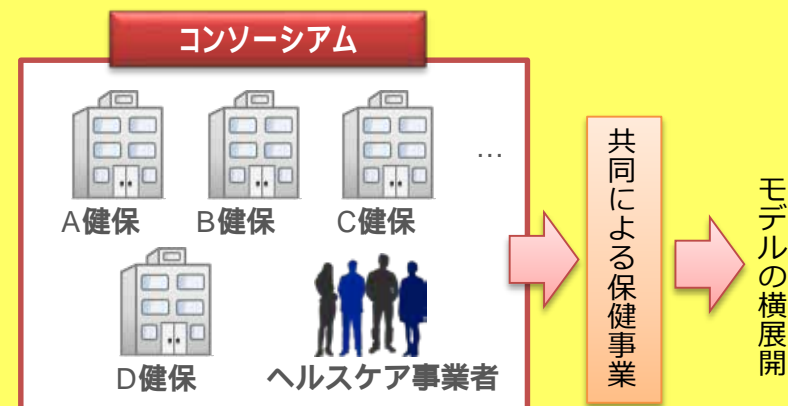 コンソーシアム
…
A健保 B健保 C健保
D健保 ヘルスケア事業者
共同による保健事業
モデルの横展開